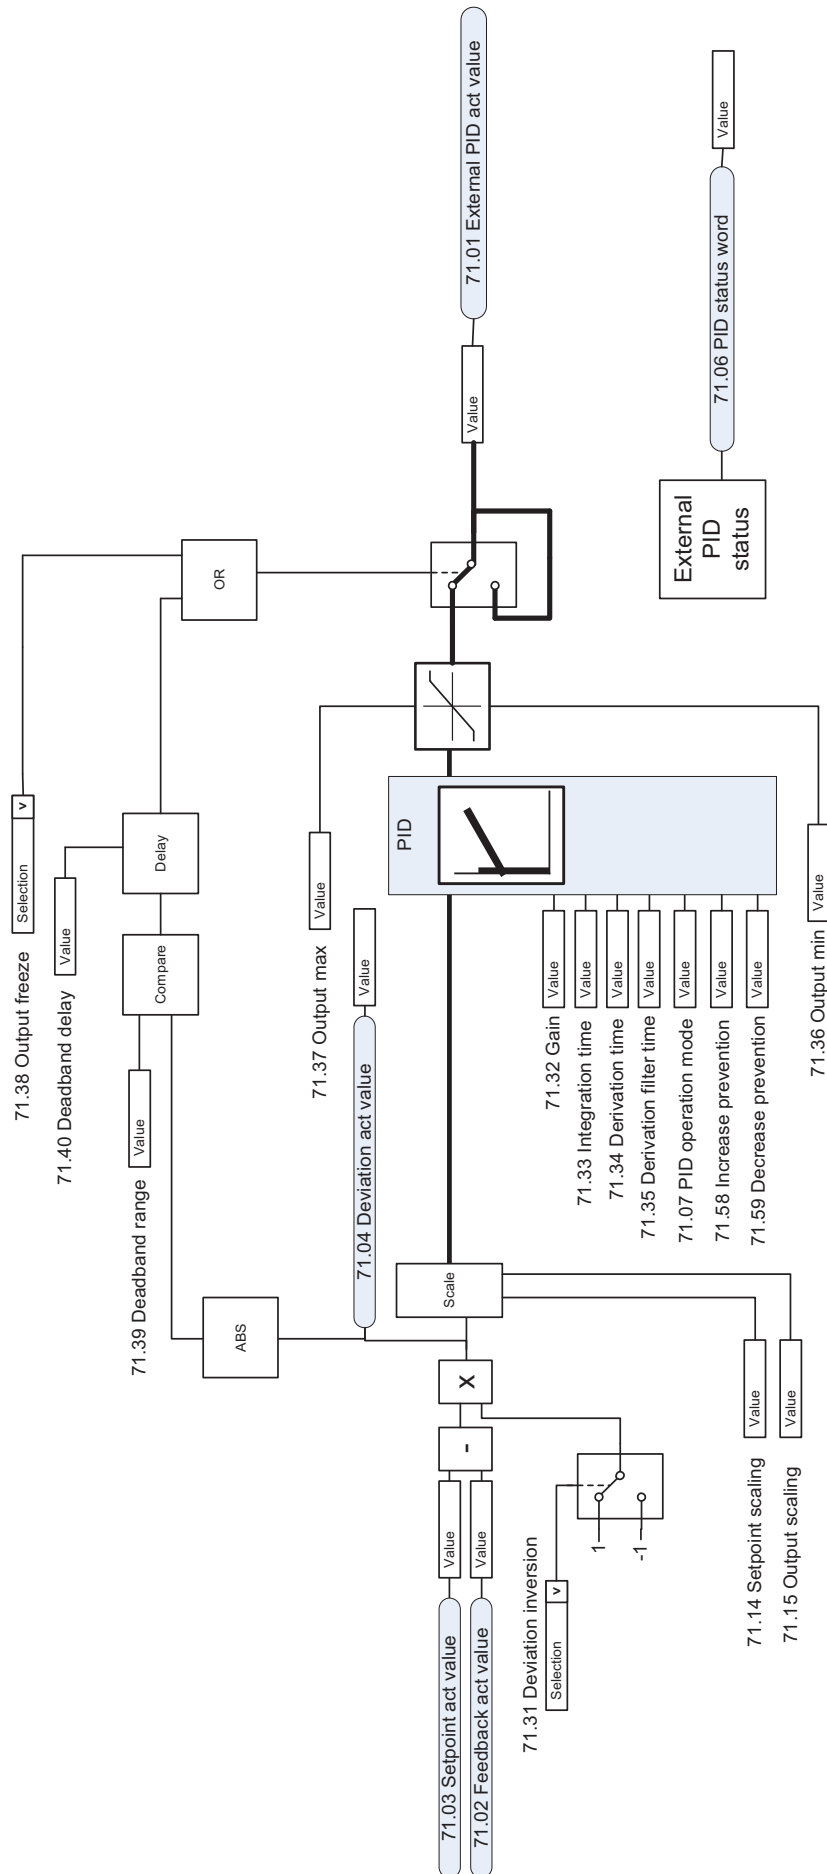 71.38 Output freeze
Selection v
71.40 Deadband delay
Value
71.39 Deadband range
Value
Compare
Delay
OR
ABS
71.37 Output max
Value
71.04 Deviation act value
Value
PID
71.03 Setpoint act value
Value
71.02 Feedback act value
Value
-
X
Scale
Value
71.01 External PID act value
71.31 Deviation inversion
Selection v
1
-1
71.32 Gain
Value
71.33 Integration time
Value
71.34 Derivation time
Value
71.35 Derivation filter time
Value
71.07 PID operation mode
Value
71.58 Increase prevention
Value
71.59 Decrease prevention
Value
External
PID
status
71.06 PID status word
Value
71.14 Setpoint scaling
Value
71.15 Output scaling
Value
71.36 Output min
Value